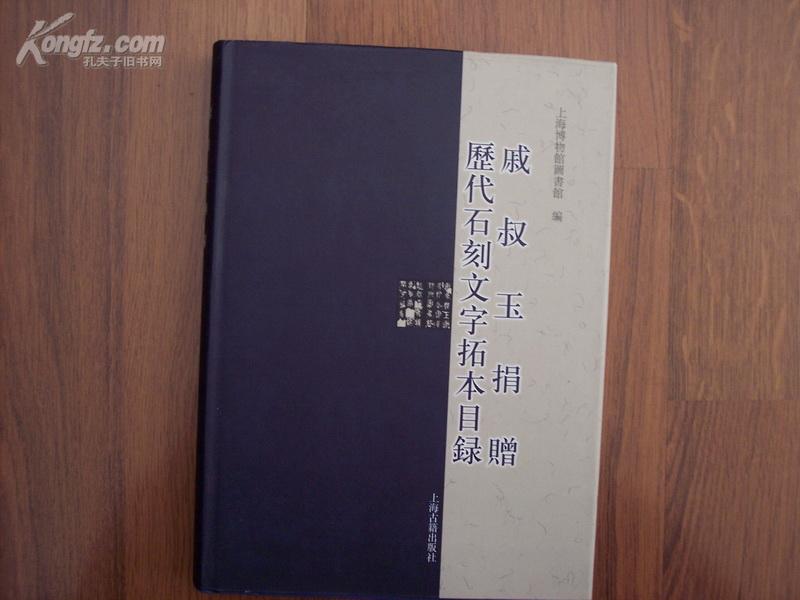 Kongfz.com
孔夫子旧书网
上海博物館圖書館 編
戚叔玉捐贈
歷代石刻文字拓本目録
上海古籍出版社